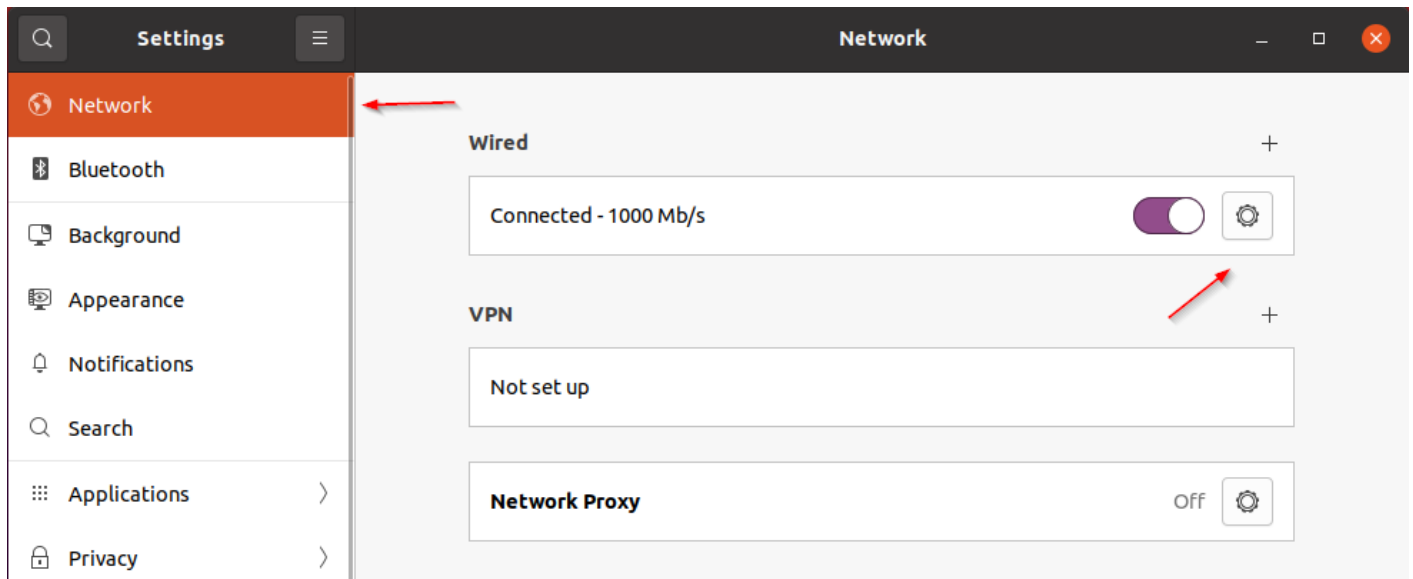 Settings
Network
Network
Bluetooth
Background
Appearance
Notifications
Search
Applications
Privacy
Wired
Connected - 1000 Mb/s
VPN
Not set up
Network Proxy
Off